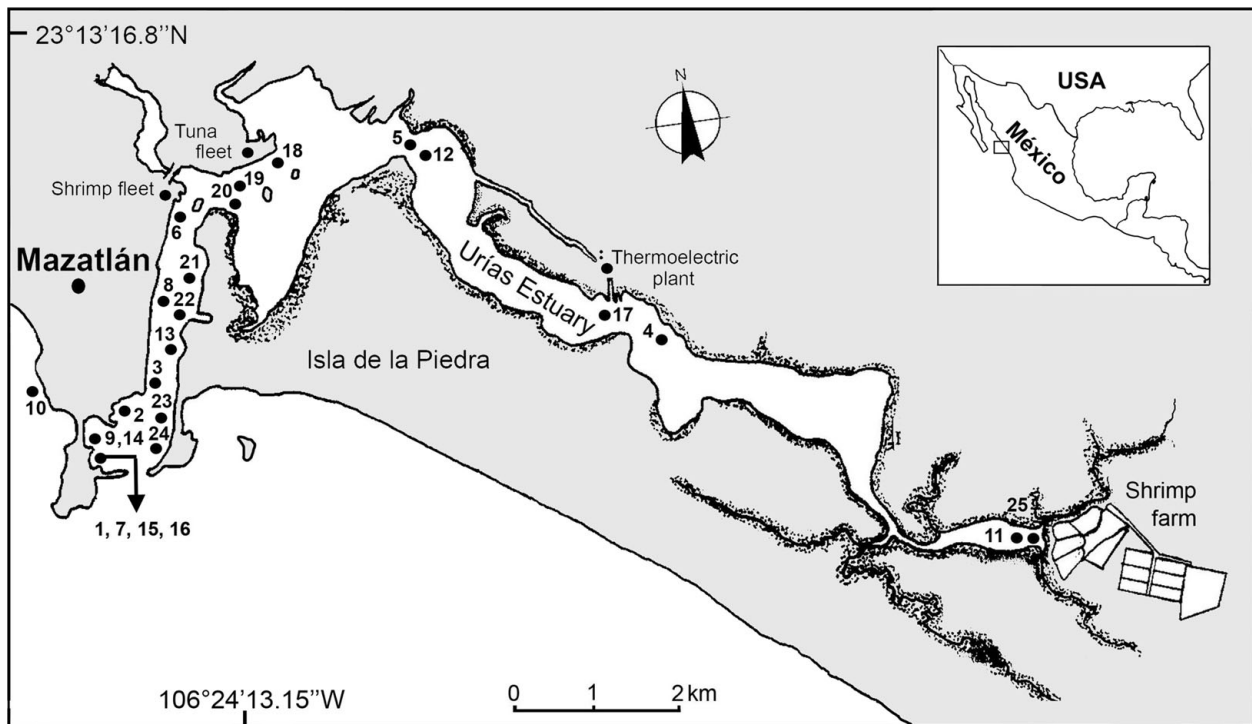 23°13'16.8’’N
N
USA
México
Tuna
fleet
18
5
12
19
Shrimp fleet
20
6
Mazatlán
21
8
22
Thermoelectric
plant
Urías Estuary
17
4
13
Isla de la Piedra
3
10
2
23
9,14
24
1, 7, 15, 16
25
11
Shrimp
farm
106°24’13.15’’W
0 1 2 km